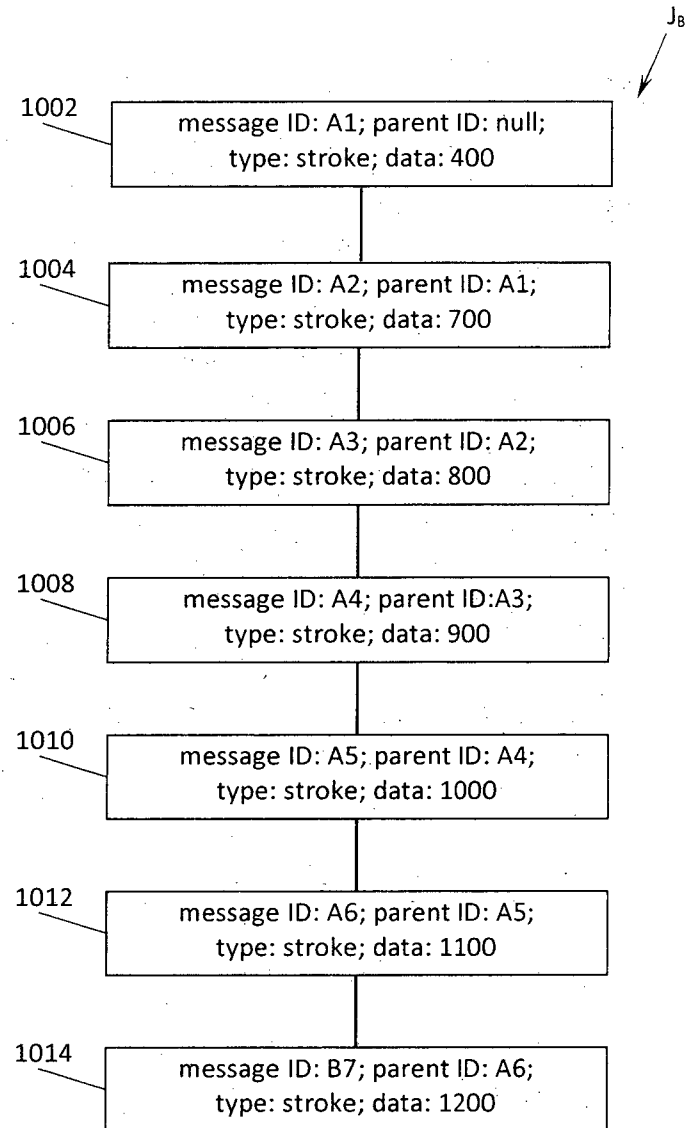 J_B
1002
message ID: A1; parent ID: null;
type: stroke; data: 400
1004
message ID: A2; parent ID: A1;
type: stroke; data: 700
1006
message ID: A3; parent ID: A2;
type: stroke; data: 800
1008
message ID: A4; parent ID:A3;
type: stroke; data: 900
1010
message ID: A5; parent ID: A4;
type: stroke; data: 1000
1012
message ID: A6; parent ID: A5;
type: stroke; data: 1100
1014
message ID: B7; parent ID: A6;
type: stroke; data: 1200